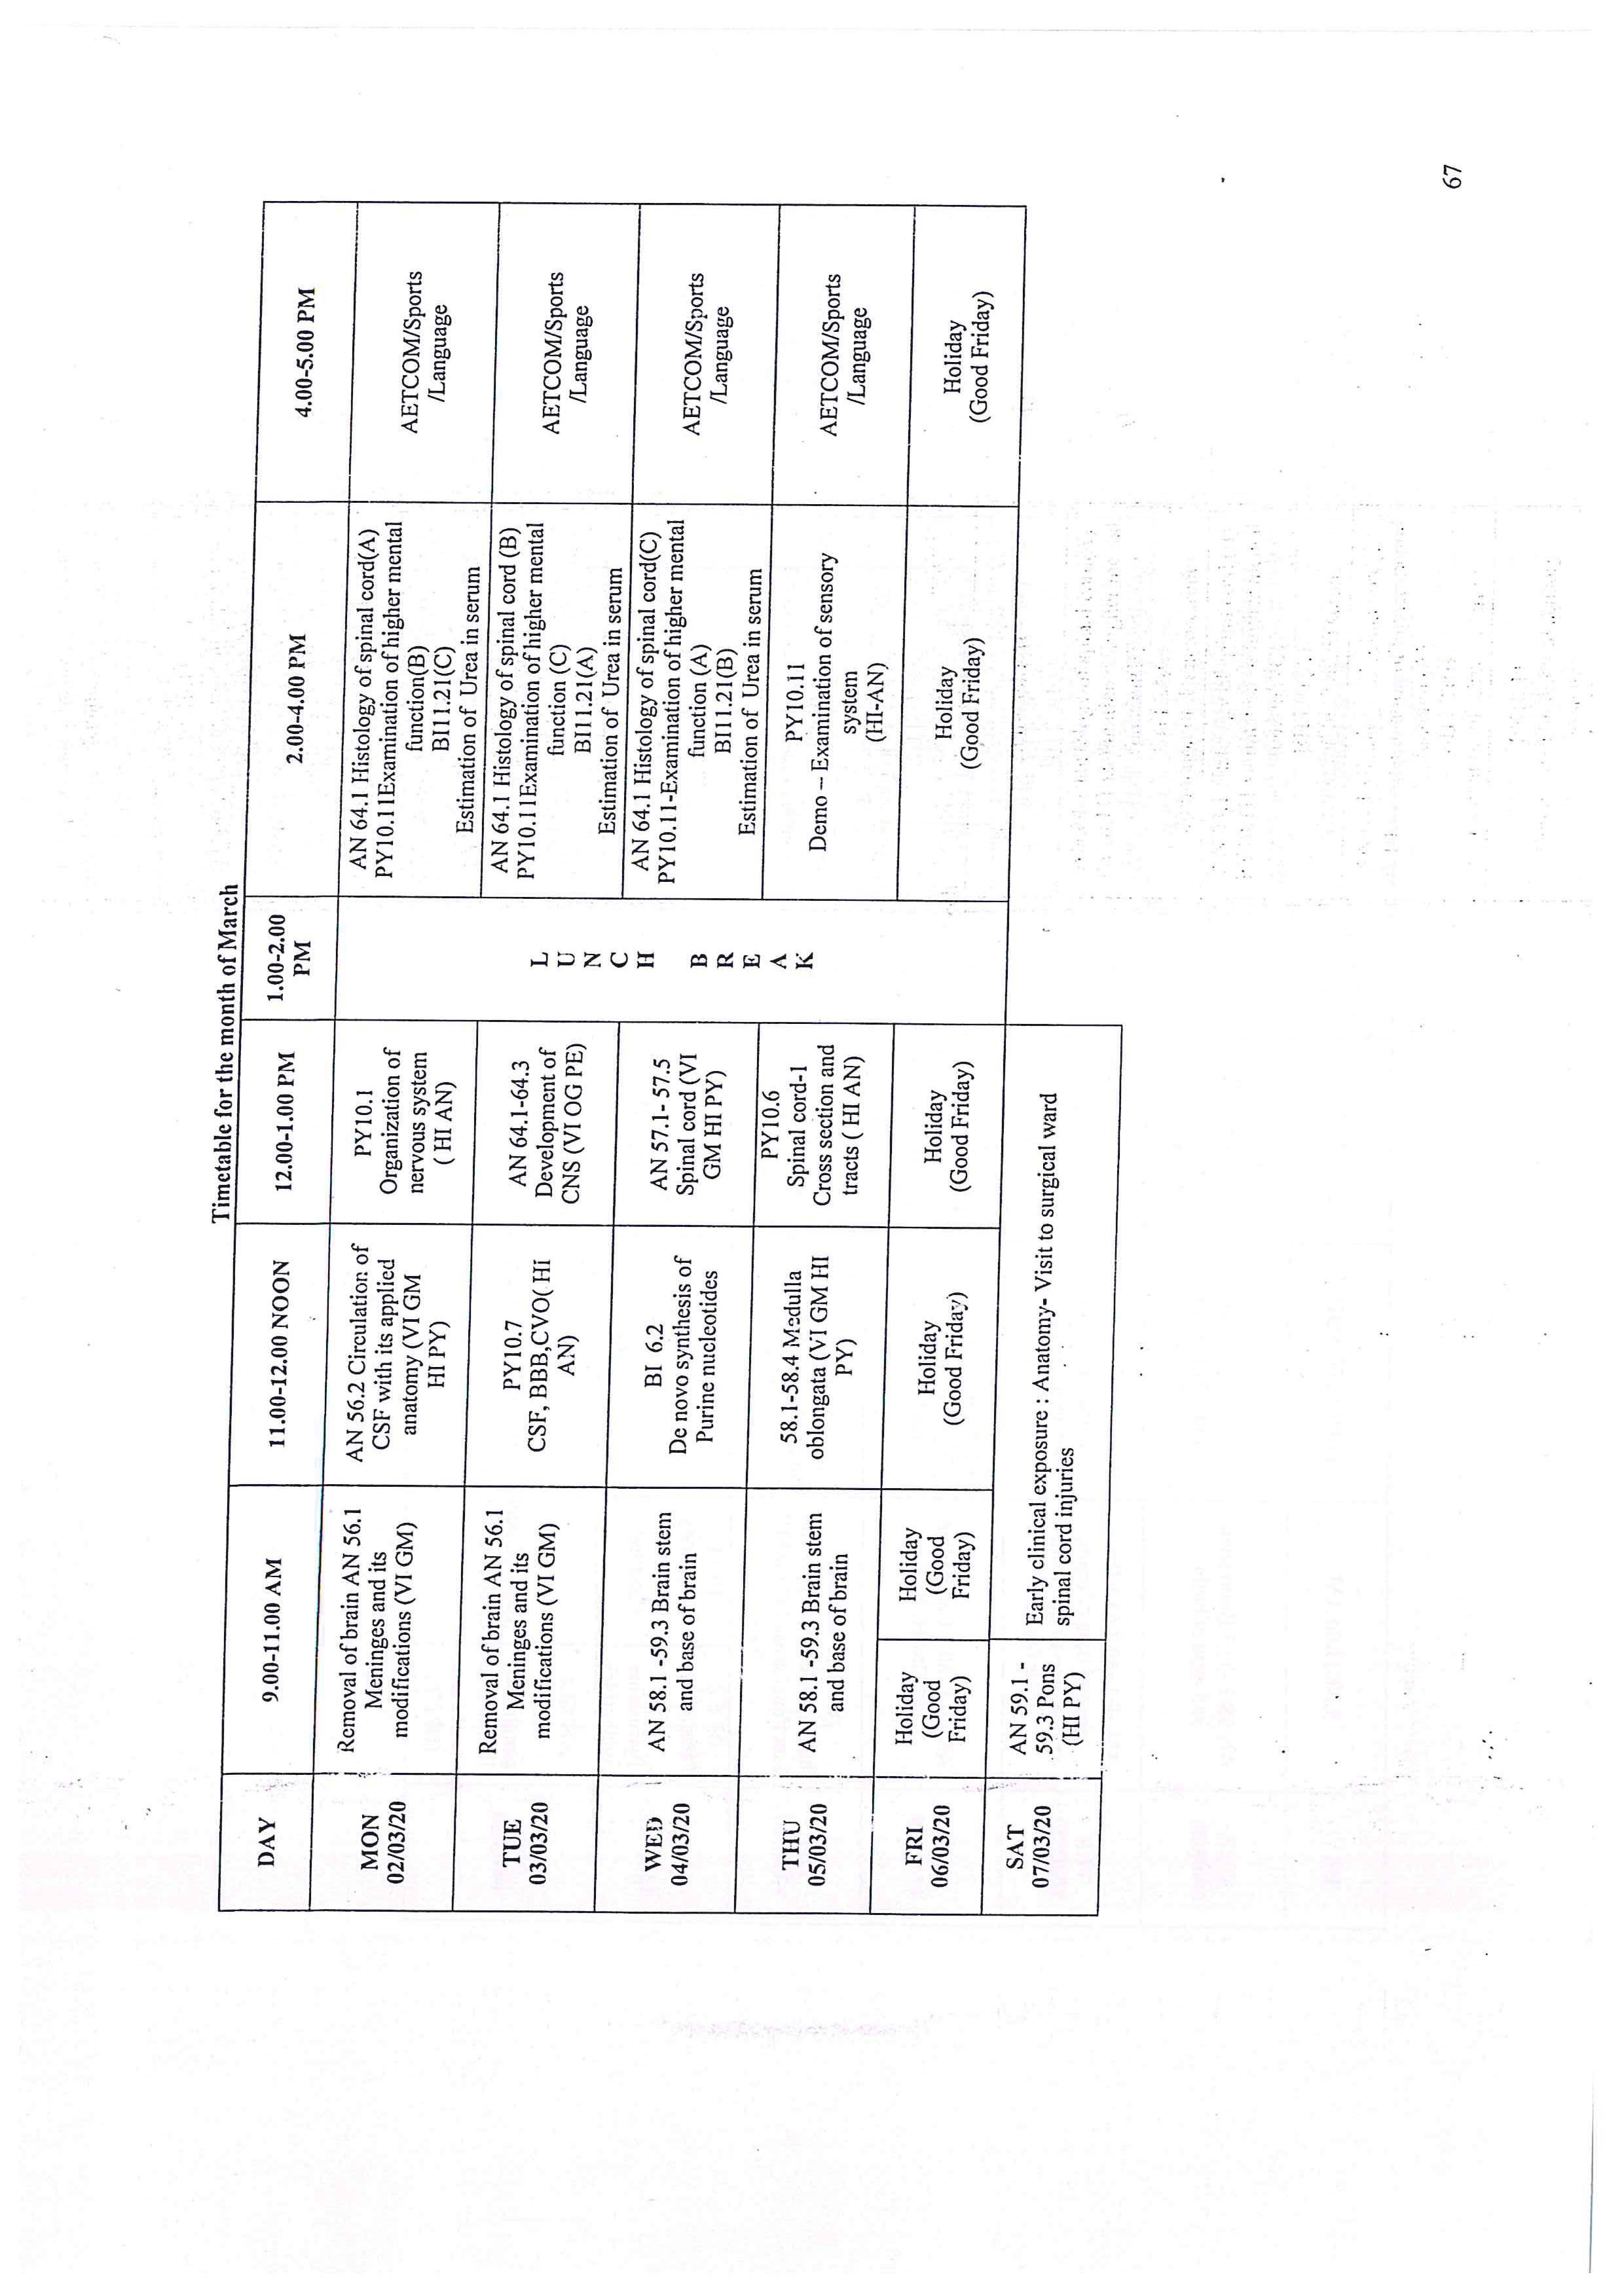 Timetable for the month of March
DAY
9.00-11.00 AM
11.00-12.00 NOON
12.00-1.00 PM
1.00-2.00
PM
2.00-4.00 PM
4.00-5.00 PM
MON
02/03/20
Removal of brain AN 56.1
Meninges and its
modifications (VI GM)
AN 56.2 Circulation of
CSF with its applied
anatomy (VI GM
HI PY)
PY10.1
Organization of
nervous system
( HI AN)
L
U
N
C
H
B
R
E
A
K
AN 64.1 Histology of spinal cord(A)
PY10.11Examination of higher mental
function(B)
BI11.21(C)
Estimation of Urea in serum
AETCOM/Sports
/Language
TUE
03/03/20
Removal of brain AN 56.1
Meninges and its
modifications (VI GM)
PY10.7
CSF, BBB,CVO( HI
AN)
AN 64.1-64.3
Development of
CNS (VI OG PE)
AN 64.1 Histology of spinal cord (B)
PY10.11Examination of higher mental
function (C)
BI11.21(A)
Estimation of Urea in serum
AETCOM/Sports
/Language
WED
04/03/20
AN 58.1 -59.3 Brain stem
and base of brain
BI 6.2
De novo synthesis of
Purine nucleotides
AN 57.1- 57.5
Spinal cord (VI
GM HI PY)
AN 64.1 Histology of spinal cord(C)
PY10.11-Examination of higher mental
function (A)
BI11.21(B)
Estimation of Urea in serum
AETCOM/Sports
/Language
THU
05/03/20
AN 58.1 -59.3 Brain stem
and base of brain
58.1-58.4 Medulla
oblongata (VI GM HI
PY)
PY10.6
Spinal cord-1
Cross section and
tracts ( HI AN)
PY10.11
Demo – Examination of sensory
system
(HI-AN)
AETCOM/Sports
/Language
FRI
06/03/20
Holiday
(Good
Friday)
Holiday
(Good
Friday)
Holiday
(Good Friday)
Holiday
(Good Friday)
Holiday
(Good Friday)
Holiday
(Good Friday)
SAT
07/03/20
AN 59.1 -
59.3 Pons
(HI PY)
Early clinical exposure : Anatomy- Visit to surgical ward
spinal cord injuries
67